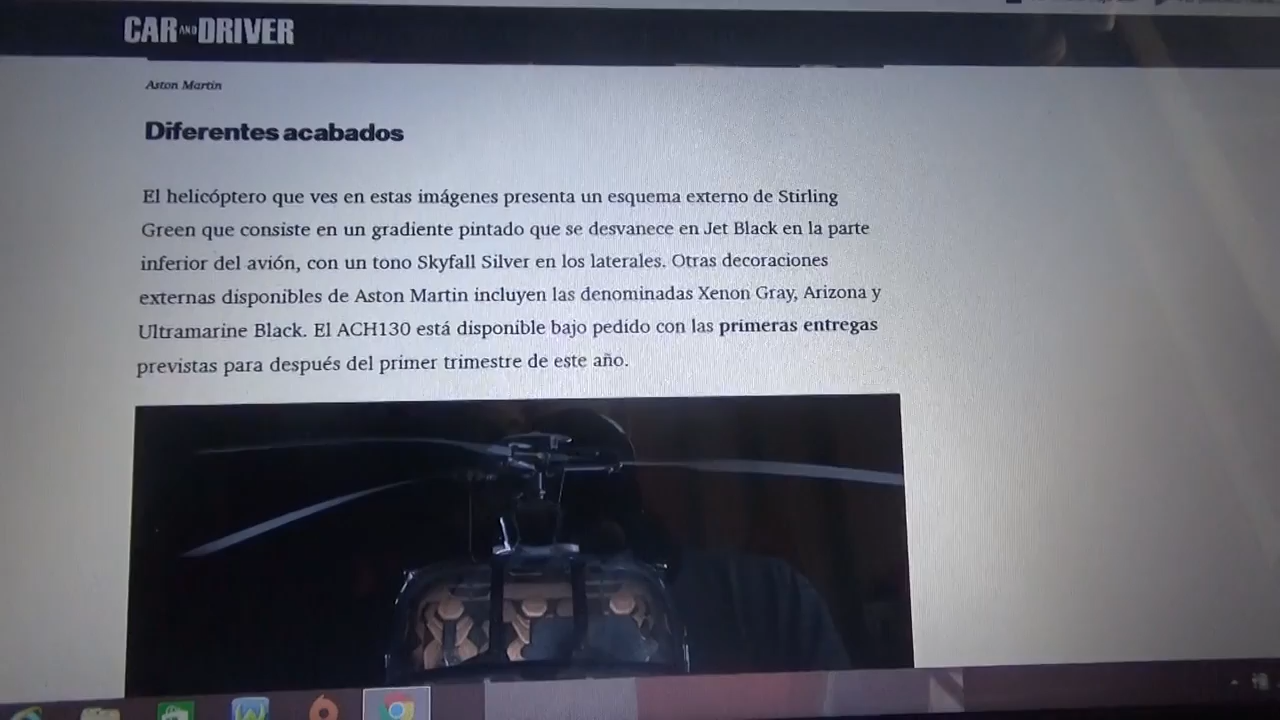 CAR AND DRIVER
Aston Martin
Diferentes acabados
El helicóptero que ves en estas imágenes presenta un esquema externo de Stirling
Green que consiste en un gradiente pintado que se desvanece en Jet Black en la parte
inferior del avión, con un tono Skyfall Silver en los laterales. Otras decoraciones
externas disponibles de Aston Martin incluyen las denominadas Xenon Gray, Arizona y
Ultramarine Black. El ACH130 está disponible bajo pedido con las primeras entregas
previstas para después del primer trimestre de este año.